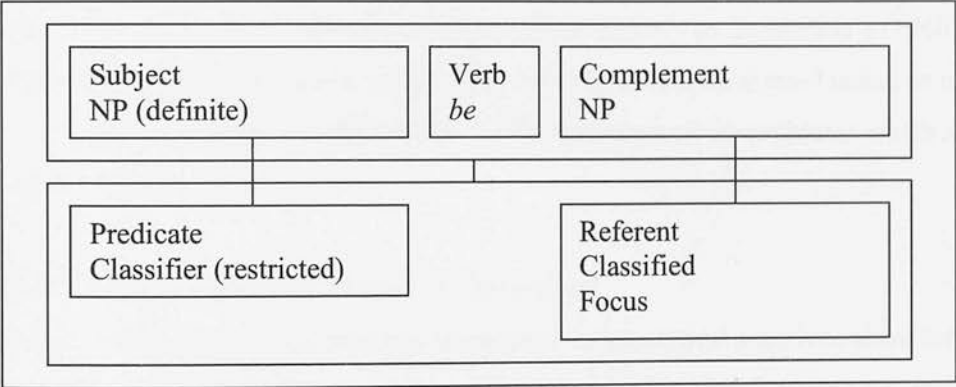 Subject
NP (definite)
Verb
be
Complement
NP
Predicate
Classifier (restricted)
Referent
Classified
Focus